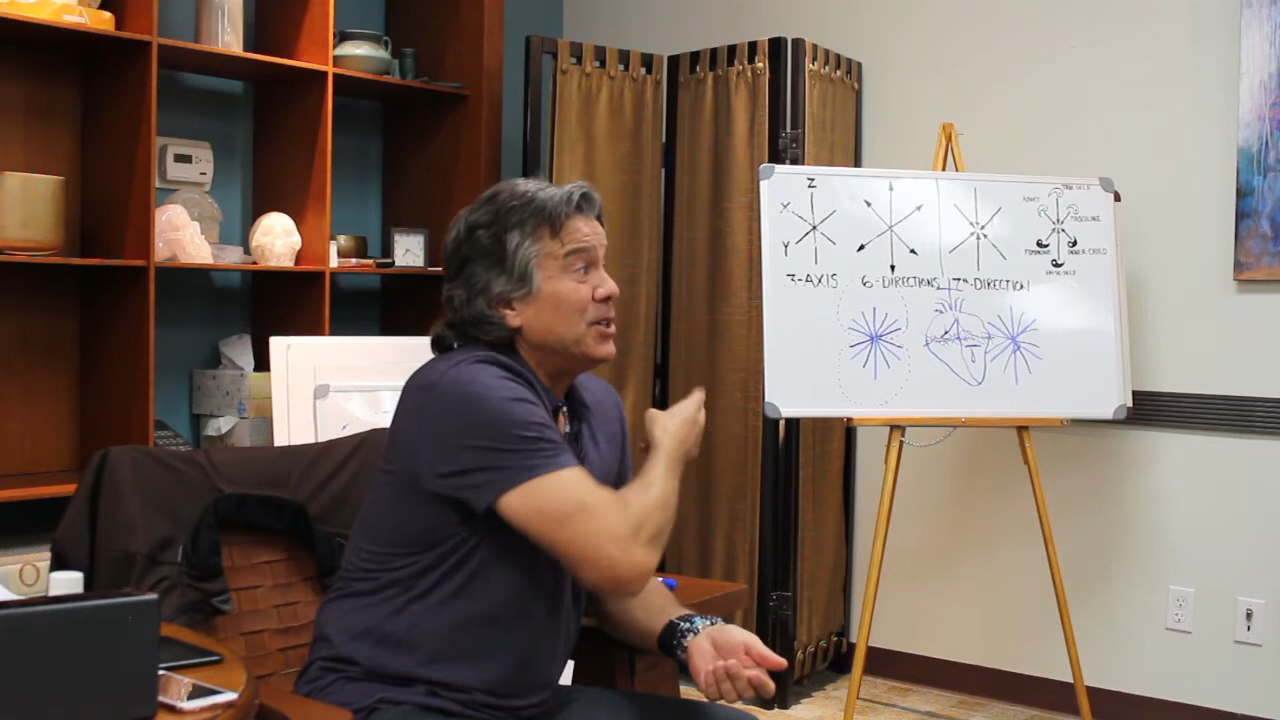 Z
X
Y
3-AXIS
6-DIRECTIONS
7TH-DIRECTION
TRUE SELF
ADULT
MASCULINE
FEMININE
INNER-CHILD
FALSE SELF